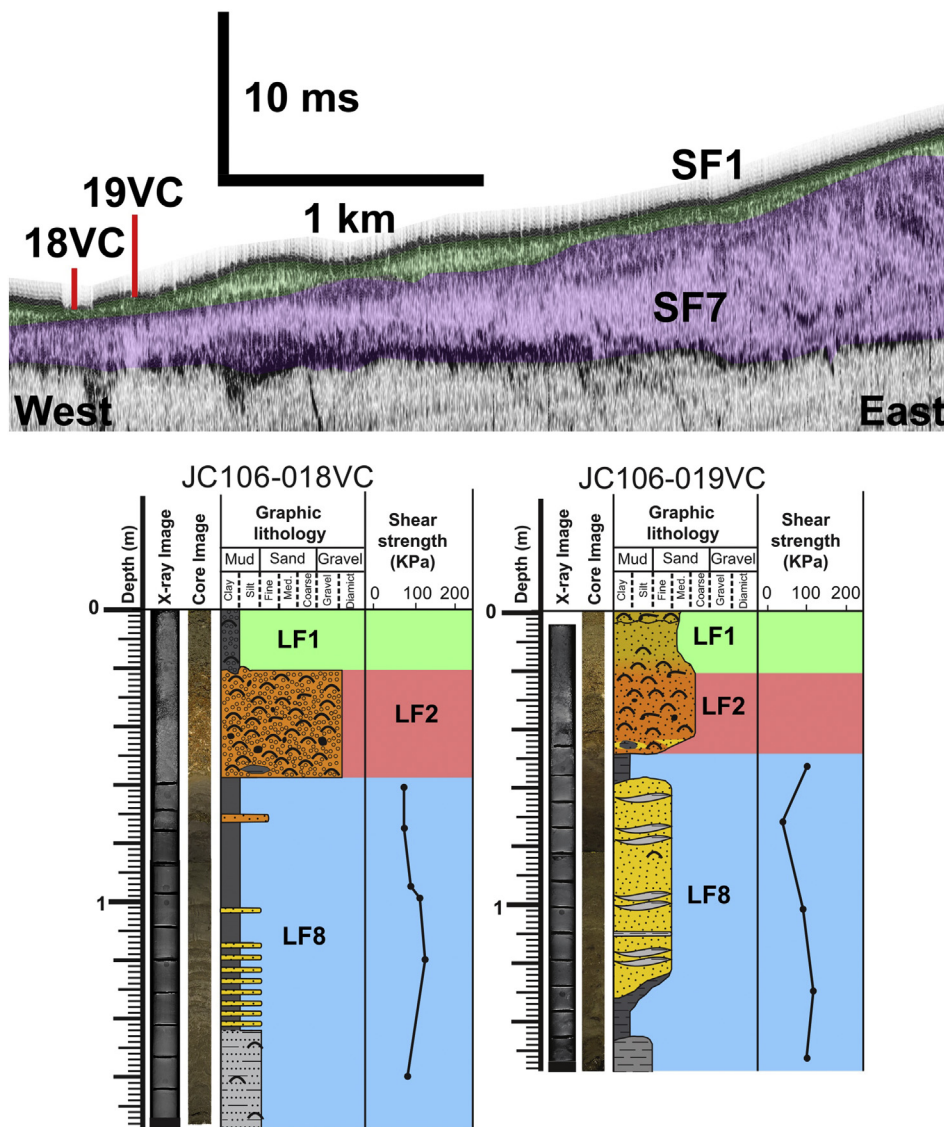 10 ms
1 km
SF1
19VC
18VC
SF7
West
East
JC106-018VC
Depth (m)
X-ray Image
Core Image
Graphic
lithology
Mud
Sand
Gravel
Clay
Silt
Fine
Med.
Coarse
Gravel
Diamict
Shear
strength
(KPa)
0 100 200
0
LF1
LF2
1
LF8
JC106-019VC
Depth (m)
X-ray Image
Core Image
Graphic
lithology
Mud
Sand
Gravel
Clay
Silt
Fine
Med.
Coarse
Gravel
Diamict
Shear
strength
(KPa)
0 100 200
0
LF1
LF2
1
LF8